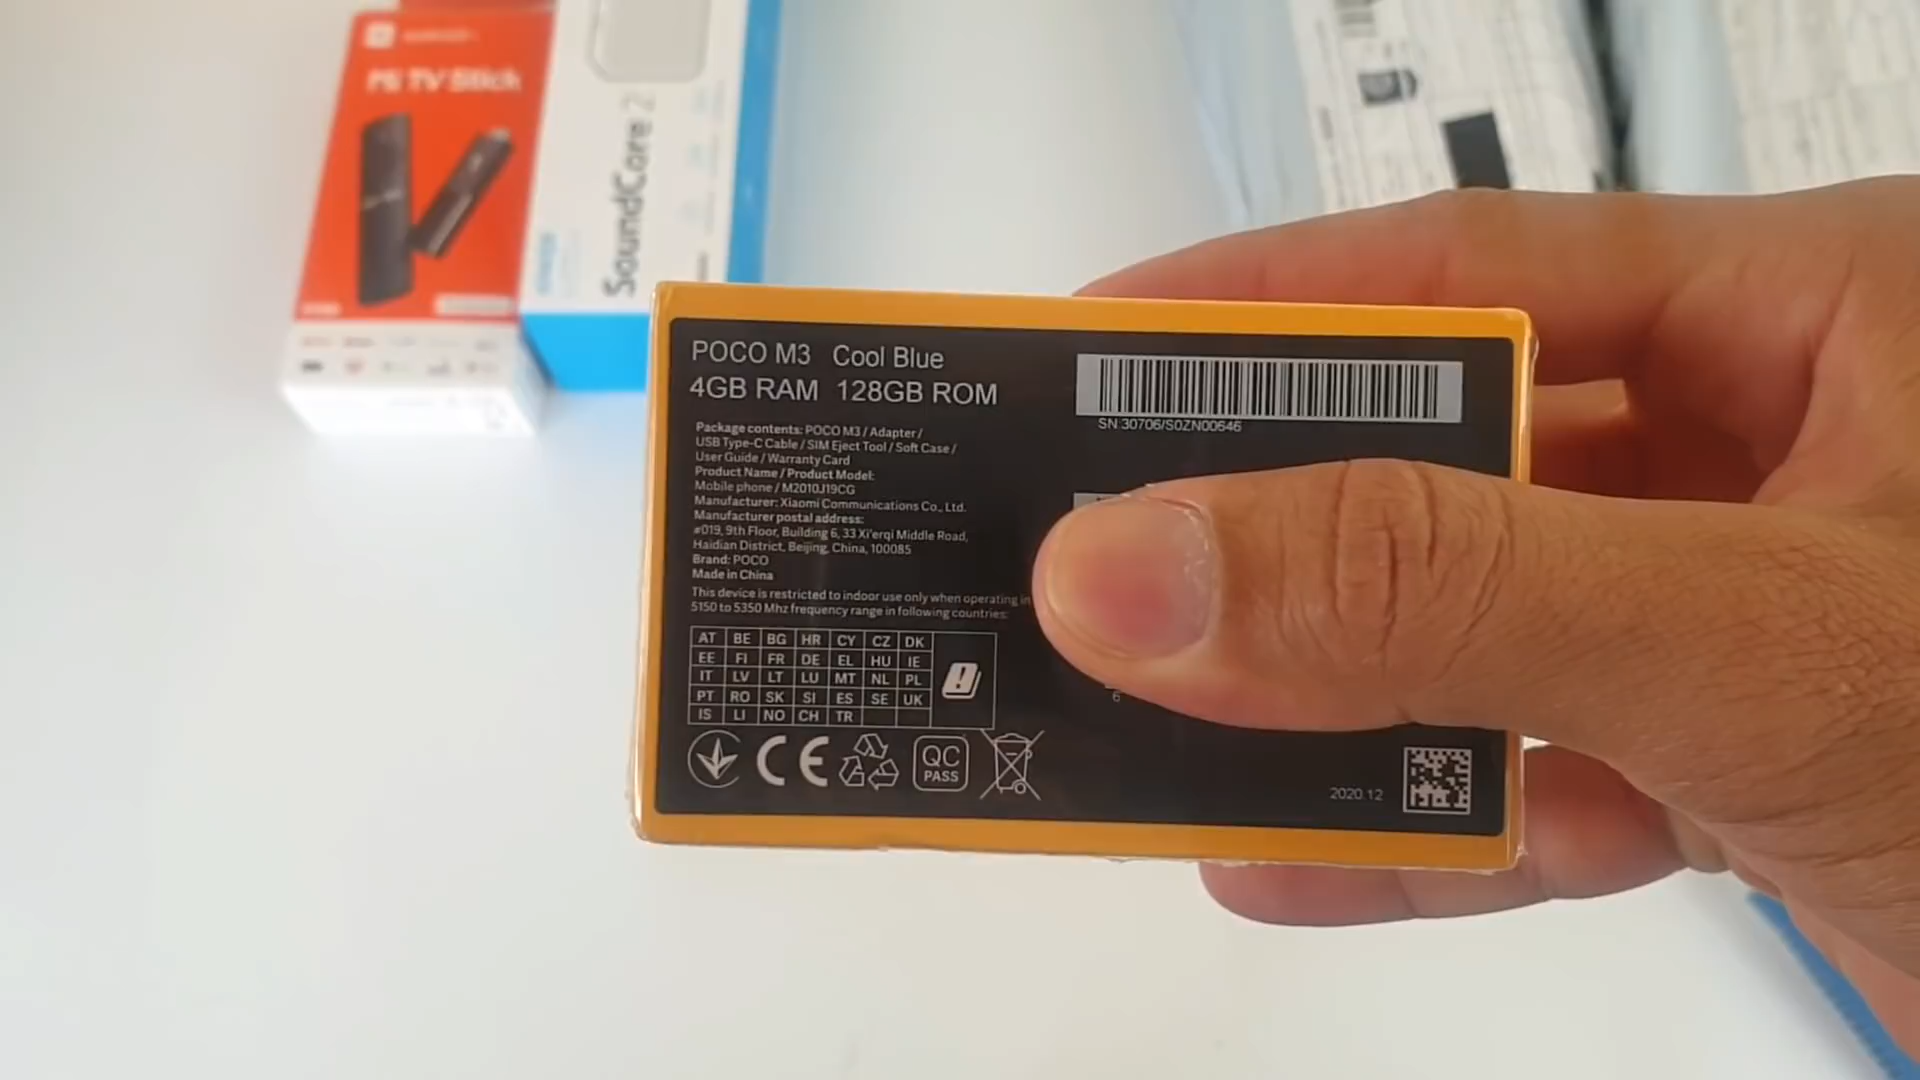 Mi TV Stick
SoundCore 2
POCO M3 Cool Blue
4GB RAM 128GB ROM
Package contents: POCO M3 / Adapter /
USB Type-C Cable / SIM Eject Tool / Soft Case /
User Guide / Warranty Card
Product Name / Product Model:
Mobile phone / M2010J19CG
Manufacturer: Xiaomi Communications Co., Ltd.
Manufacturer postal address:
#019, 9th Floor, Building 6, 33 Xi'erqi Middle Road,
Haidian District, Beijing, China, 100085
Brand: POCO
Made in China
This device is restricted to indoor use only when operating in
5150 to 5350 Mhz frequency range in following countries:
AT BE BG HR CY CZ DK
EE FI FR DE EL HU IE
IT LV LT LU MT NL PL
PT RO SK SI ES SE UK
IS LI NO CH TR
CE
QC
PASS
SN:30706/S0ZN00646
6
2020.12